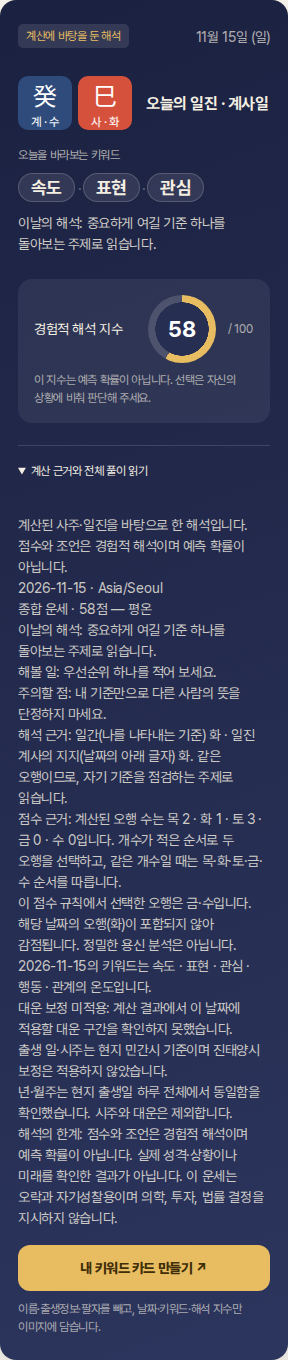 계산에 바탕을 둔 해석
11월 15일 (일)
癸 巳
계·수 사·화
오늘의 일진 · 계사일
오늘을 바라보는 키워드
속도 · 표현 · 관심
이날의 해석: 중요하게 여길 기준 하나를
돌아보는 주제로 읽습니다.
경험적 해석 지수
58
/ 100
이 지수는 예측 확률이 아닙니다. 선택은 자신의
상황에 비춰 판단해 주세요.
▼ 계산 근거와 전체 풀이 읽기
계산된 사주·일진을 바탕으로 한 해석입니다.
점수와 조언은 경험적 해석이며 예측 확률이
아닙니다.
2026-11-15 · Asia/Seoul
종합 운세 · 58점 — 평온
이날의 해석: 중요하게 여길 기준 하나를
돌아보는 주제로 읽습니다.
해볼 일: 우선순위 하나를 적어 보세요.
주의할 점: 내 기준만으로 다른 사람의 뜻을
단정하지 마세요.
해석 근거: 일간(나를 나타내는 기준) 화 · 일진
계사의 지지(날짜의 아래 글자) 화. 같은
오행이므로, 자기 기준을 점검하는 주제로
읽습니다.
점수 근거: 계산된 오행 수는 목 2 · 화 1 · 토 3 ·
금 0 · 수 0입니다. 개수가 적은 순서로 두
오행을 선택하고, 같은 개수일 때는 목·화·토·금·
수 순서를 따릅니다.
이 점수 규칙에서 선택한 오행은 금·수입니다.
해당 날짜의 오행(화)이 포함되지 않아
감점됩니다. 정밀한 용신 분석은 아닙니다.
2026-11-15의 키워드는 속도 · 표현 · 관심 ·
행동 · 관계의 온도입니다.
대운 보정 미적용: 계산 결과에서 이 날짜에
적용할 대운 구간을 확인하지 못했습니다.
출생 일·시주는 현지 민간시 기준이며 진태양시
보정은 적용하지 않았습니다.
년·월주는 현지 출생일 하루 전체에서 동일함을
확인했습니다. 시주와 대운은 제외합니다.
해석의 한계: 점수와 조언은 경험적 해석이며
예측 확률이 아닙니다. 실제 성격·상황이나
미래를 확인한 결과가 아닙니다. 이 운세는
오락과 자기성찰용이며 의학, 투자, 법률 결정을
지시하지 않습니다.
내 키워드 카드 만들기 ↗
이름·출생정보·팔자를 빼고, 날짜·키워드·해석 지수만
이미지에 담습니다.